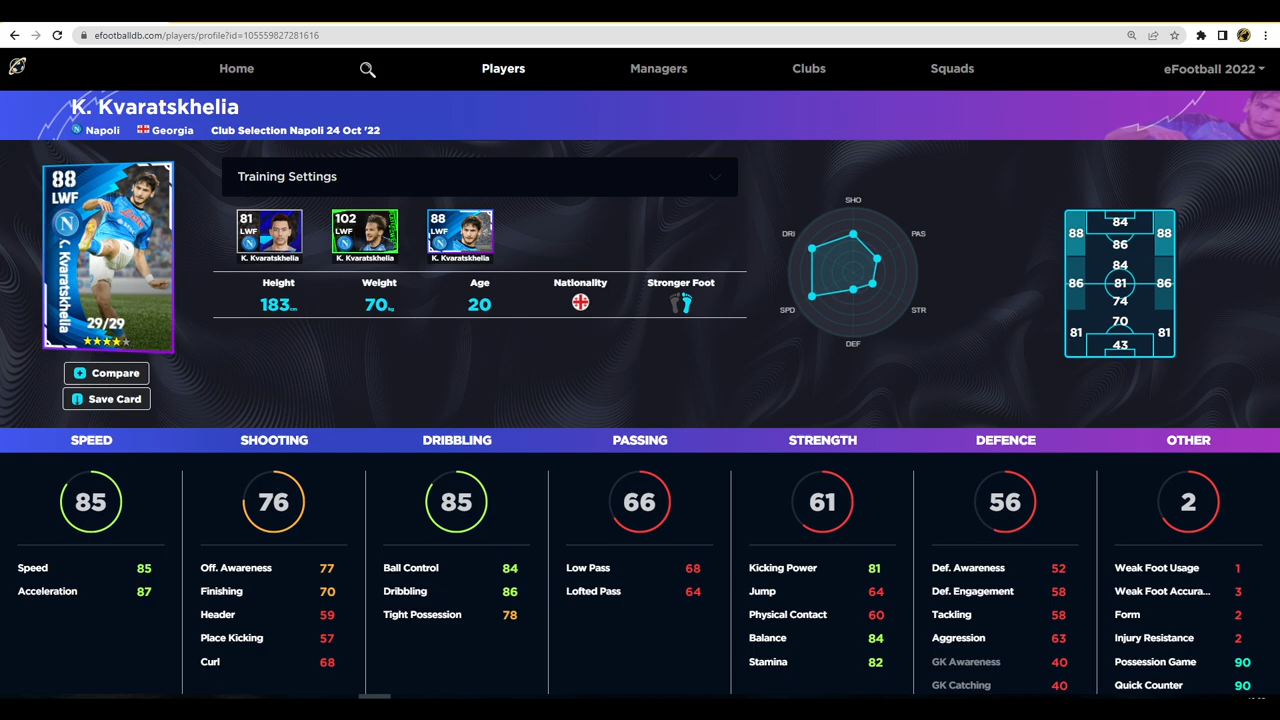 efootballdb.com/players/profile?id=105559827281616
Home
Players
Managers
Clubs
Squads
eFootball 2022
K. Kvaratskhelia
Napoli
Georgia
Club Selection Napoli 24 Oct '22
88
LWF
N
K. Kvaratskhelia
29/29
Compare
Save Card
Training Settings
81
LWF
K. Kvaratskhelia
102
LWF
K. Kvaratskhelia
88
LWF
K. Kvaratskhelia
Height
183cm
Weight
70kg
Age
20
Nationality
Stronger Foot
SHO
DRI
PAS
SPD
STR
DEF
84
88 88
86
84
86 81 86
74
70
81 81
43
SPEED
SHOOTING
DRIBBLING
PASSING
STRENGTH
DEFENCE
OTHER
85
76
85
66
61
56
2
Speed 85
Acceleration 87
Off. Awareness 77
Finishing 70
Header 59
Place Kicking 57
Curl 68
Ball Control 84
Dribbling 86
Tight Possession 78
Low Pass 68
Lofted Pass 64
Kicking Power 81
Jump 64
Physical Contact 60
Balance 84
Stamina 82
Def. Awareness 52
Def. Engagement 58
Tackling 58
Aggression 63
GK Awareness 40
GK Catching 40
Weak Foot Usage 1
Weak Foot Accura... 3
Form 2
Injury Resistance 2
Possession Game 90
Quick Counter 90